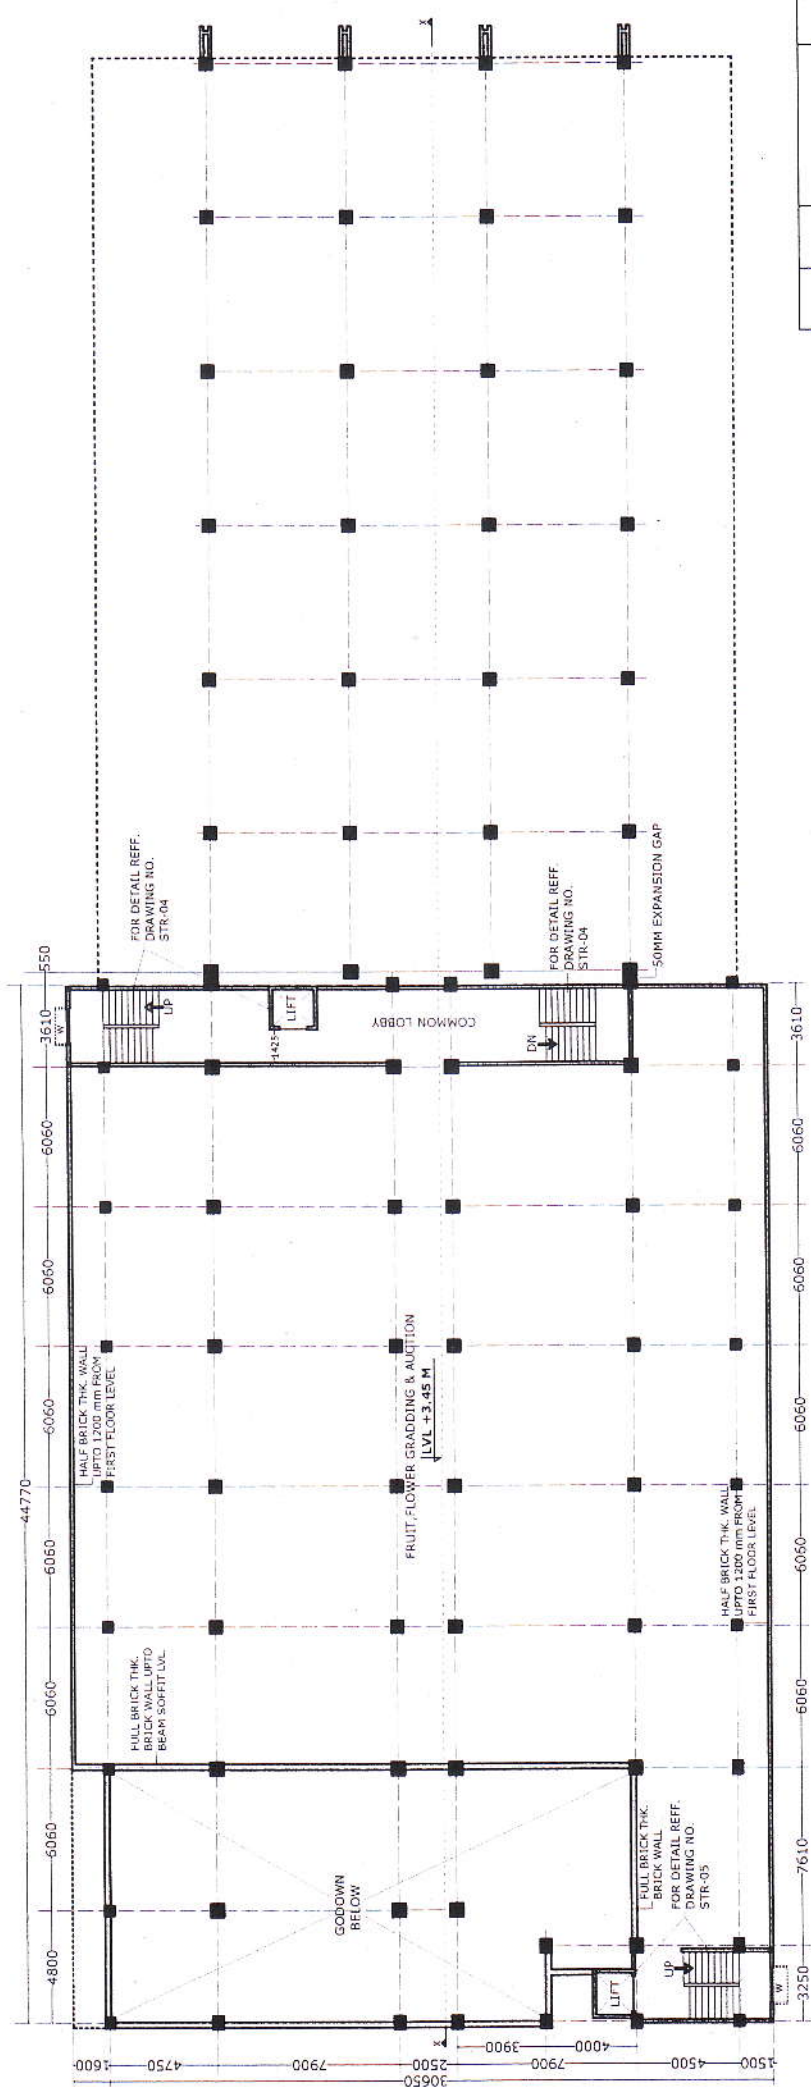 X
FOR DETAIL REFF.
DRAWING NO.
STR-04
550
3610
W
UP
LIFT
1425
COMMON LOBBY
DN
FOR DETAIL REFF.
DRAWING NO.
STR-04
50MM EXPANSION GAP
3610
6060
6060
6060
6060
6060
6060
4800
44770
HALF BRICK THK. WALL
UPTO 1200 mm FROM
FIRST FLOOR LEVEL
FRUIT,FLOWER GRADDING & AUCTION
LVL +3.45 M
HALF BRICK THK. WALL
UPTO 1200 mm FROM
FIRST FLOOR LEVEL
FULL BRICK THK.
BRICK WALL UPTO
BEAM SOFFIT LVL.
GODOWN
BELOW
FULL BRICK THK.
BRICK WALL
FOR DETAIL REFF.
DRAWING NO.
STR-05
LIFT
UP
W
6060
6060
6060
6060
6060
7610
3250
X
3900
4000
1600
4750
7900
2500
7900
4500
1500
30650